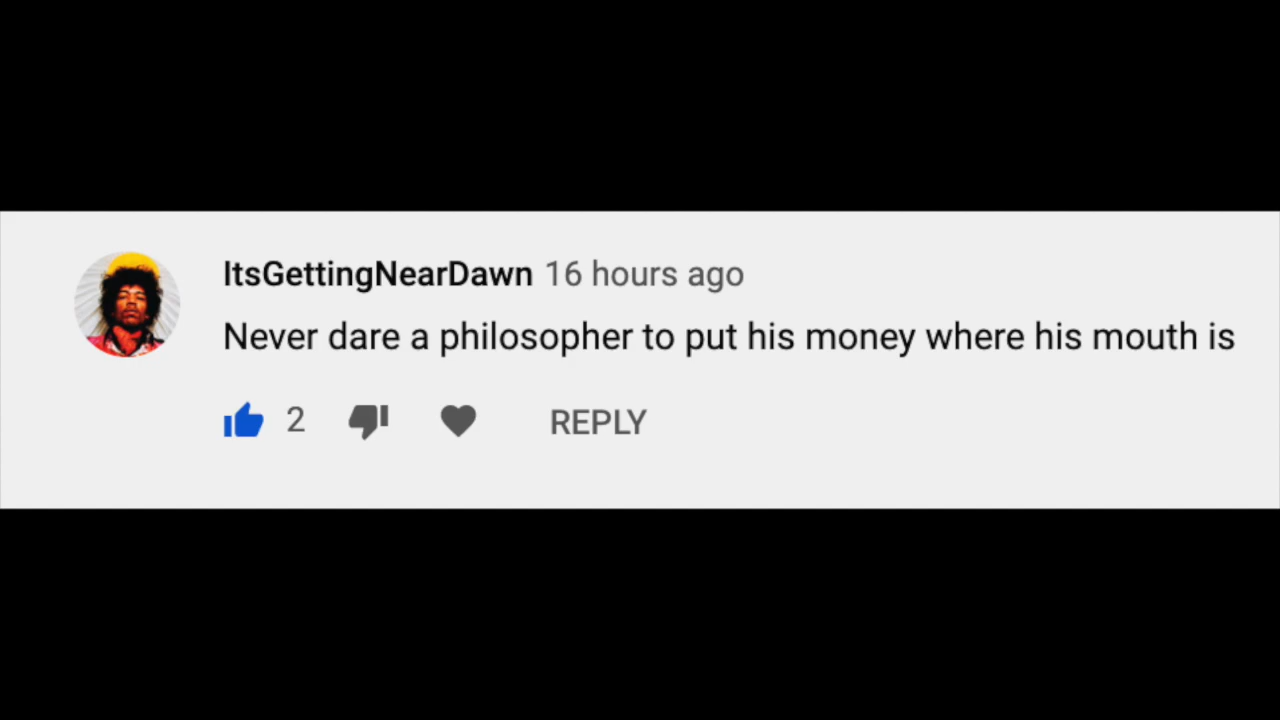 ItsGettingNearDawn 16 hours ago
Never dare a philosopher to put his money where his mouth is
2 REPLY